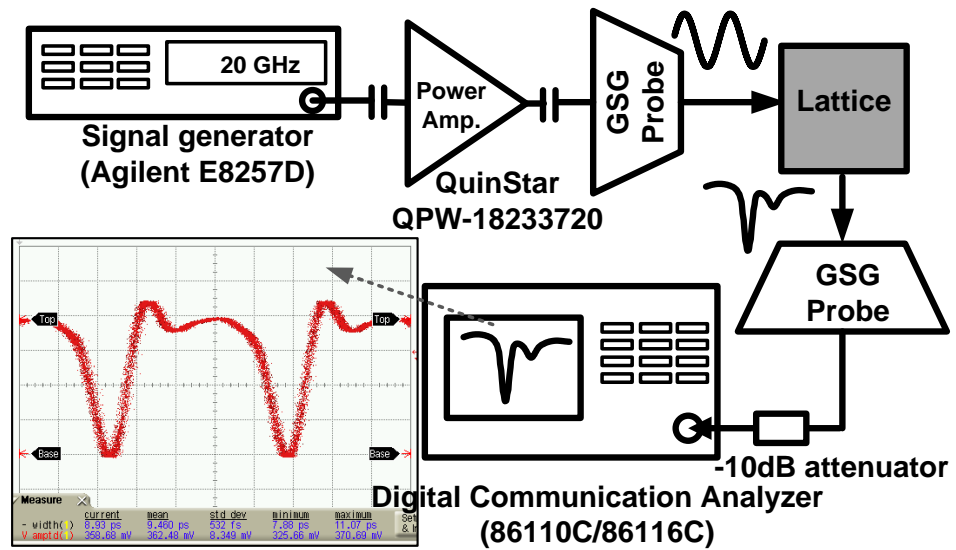 20 GHz
Signal generator
(Agilent E8257D)
Power
Amp.
QuinStar
QPW-18233720
GSG
Probe
Lattice
GSG
Probe
-10dB attenuator
Digital Communication Analyzer
(86110C/86116C)
Top
Top
Base
Base
Measure
current mean std dev minimum maximum
- width(1) 8.93 ps 9.460 ps 532 fs 7.88 ps 11.07 ps
V amptd(1) 358.68 mV 362.48 mV 8.349 mV 325.66 mV 370.69 mV